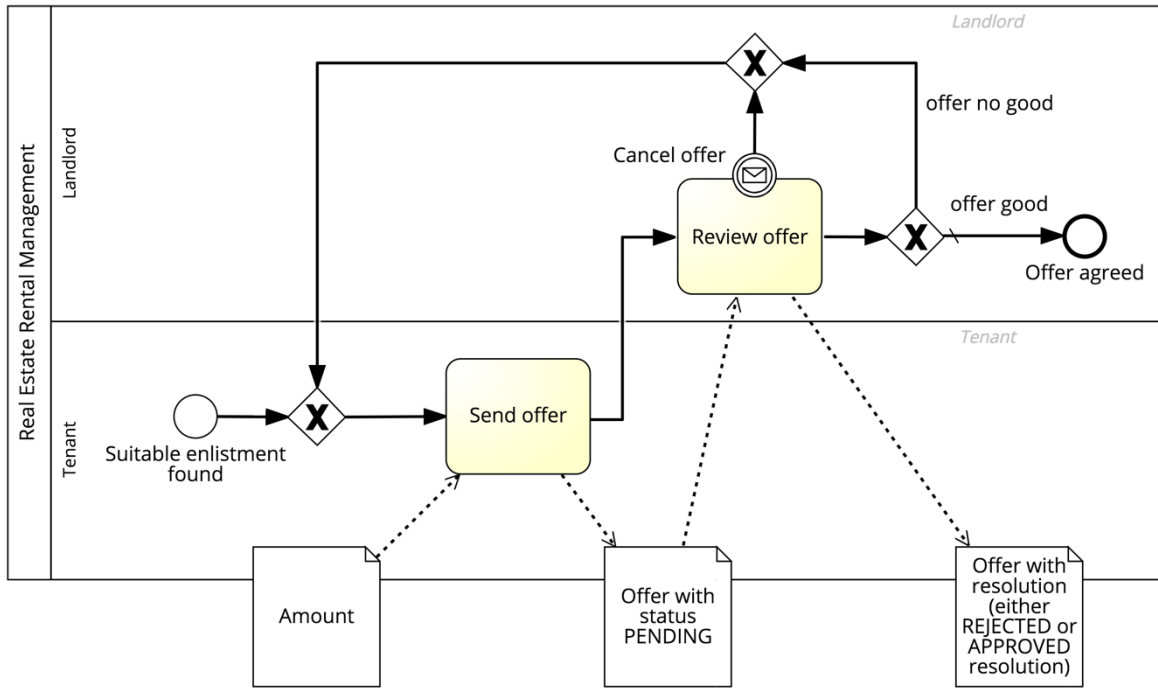 Real Estate Rental Management
Landlord
Landlord
offer no good
Cancel offer
Review offer
offer good
Offer agreed
Tenant
Tenant
Suitable enlistment
found
Send offer
X
X
X
Amount
Offer with
status
PENDING
Offer with
resolution
(either
REJECTED or
APPROVED
resolution)